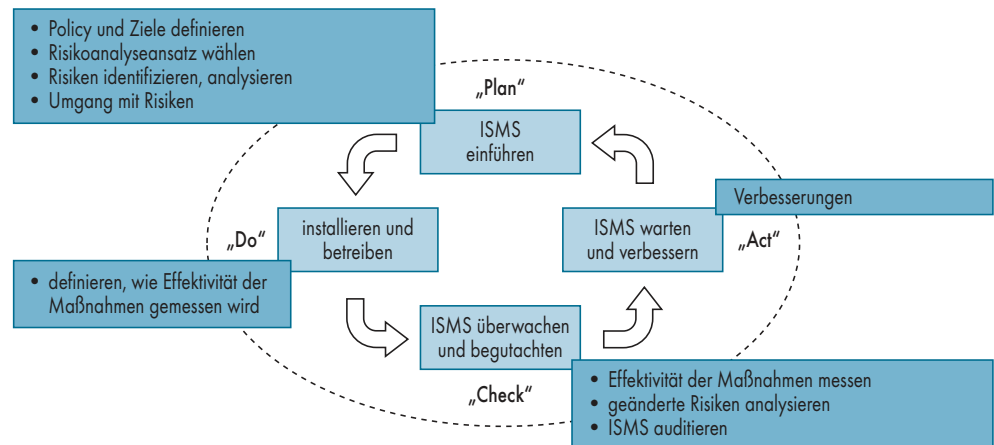 • Policy und Ziele definieren
• Risikoanalyseansatz wählen
• Risiken identifizieren, analysieren
• Umgang mit Risiken
„Plan“
ISMS
einführen
Verbesserungen
„Do“
installieren und
betreiben
ISMS warten
und verbessern
„Act“
• definieren, wie Effektivität der
Maßnahmen gemessen wird
ISMS überwachen
und begutachten
„Check“
• Effektivität der Maßnahmen messen
• geänderte Risiken analysieren
• ISMS auditieren